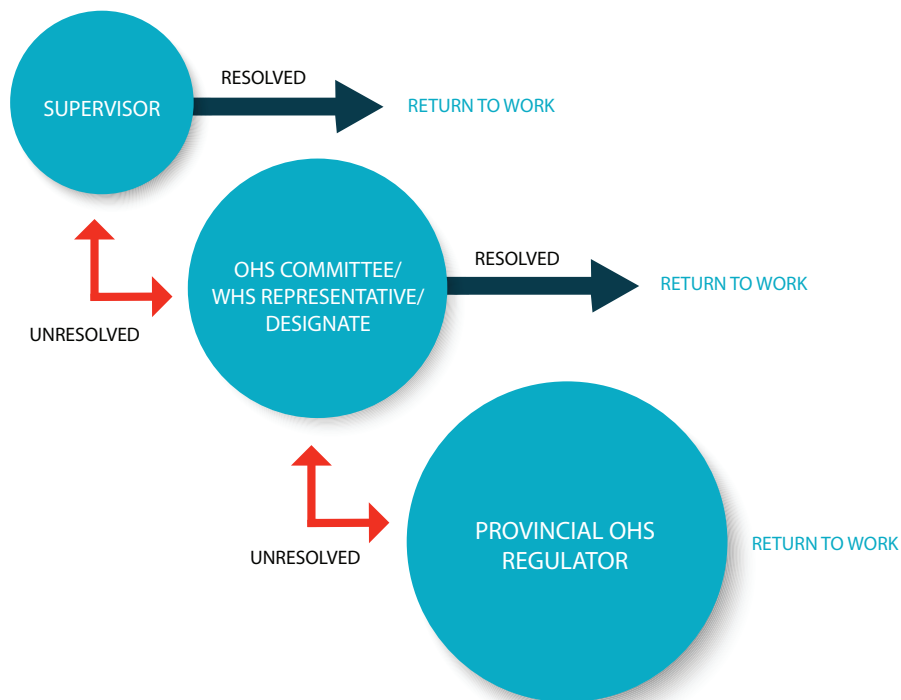 RESOLVED
SUPERVISOR
RETURN TO WORK
RESOLVED
OHS COMMITTEE/
WHS REPRESENTATIVE/
DESIGNATE
RETURN TO WORK
UNRESOLVED
PROVINCIAL OHS
REGULATOR
RETURN TO WORK
UNRESOLVED